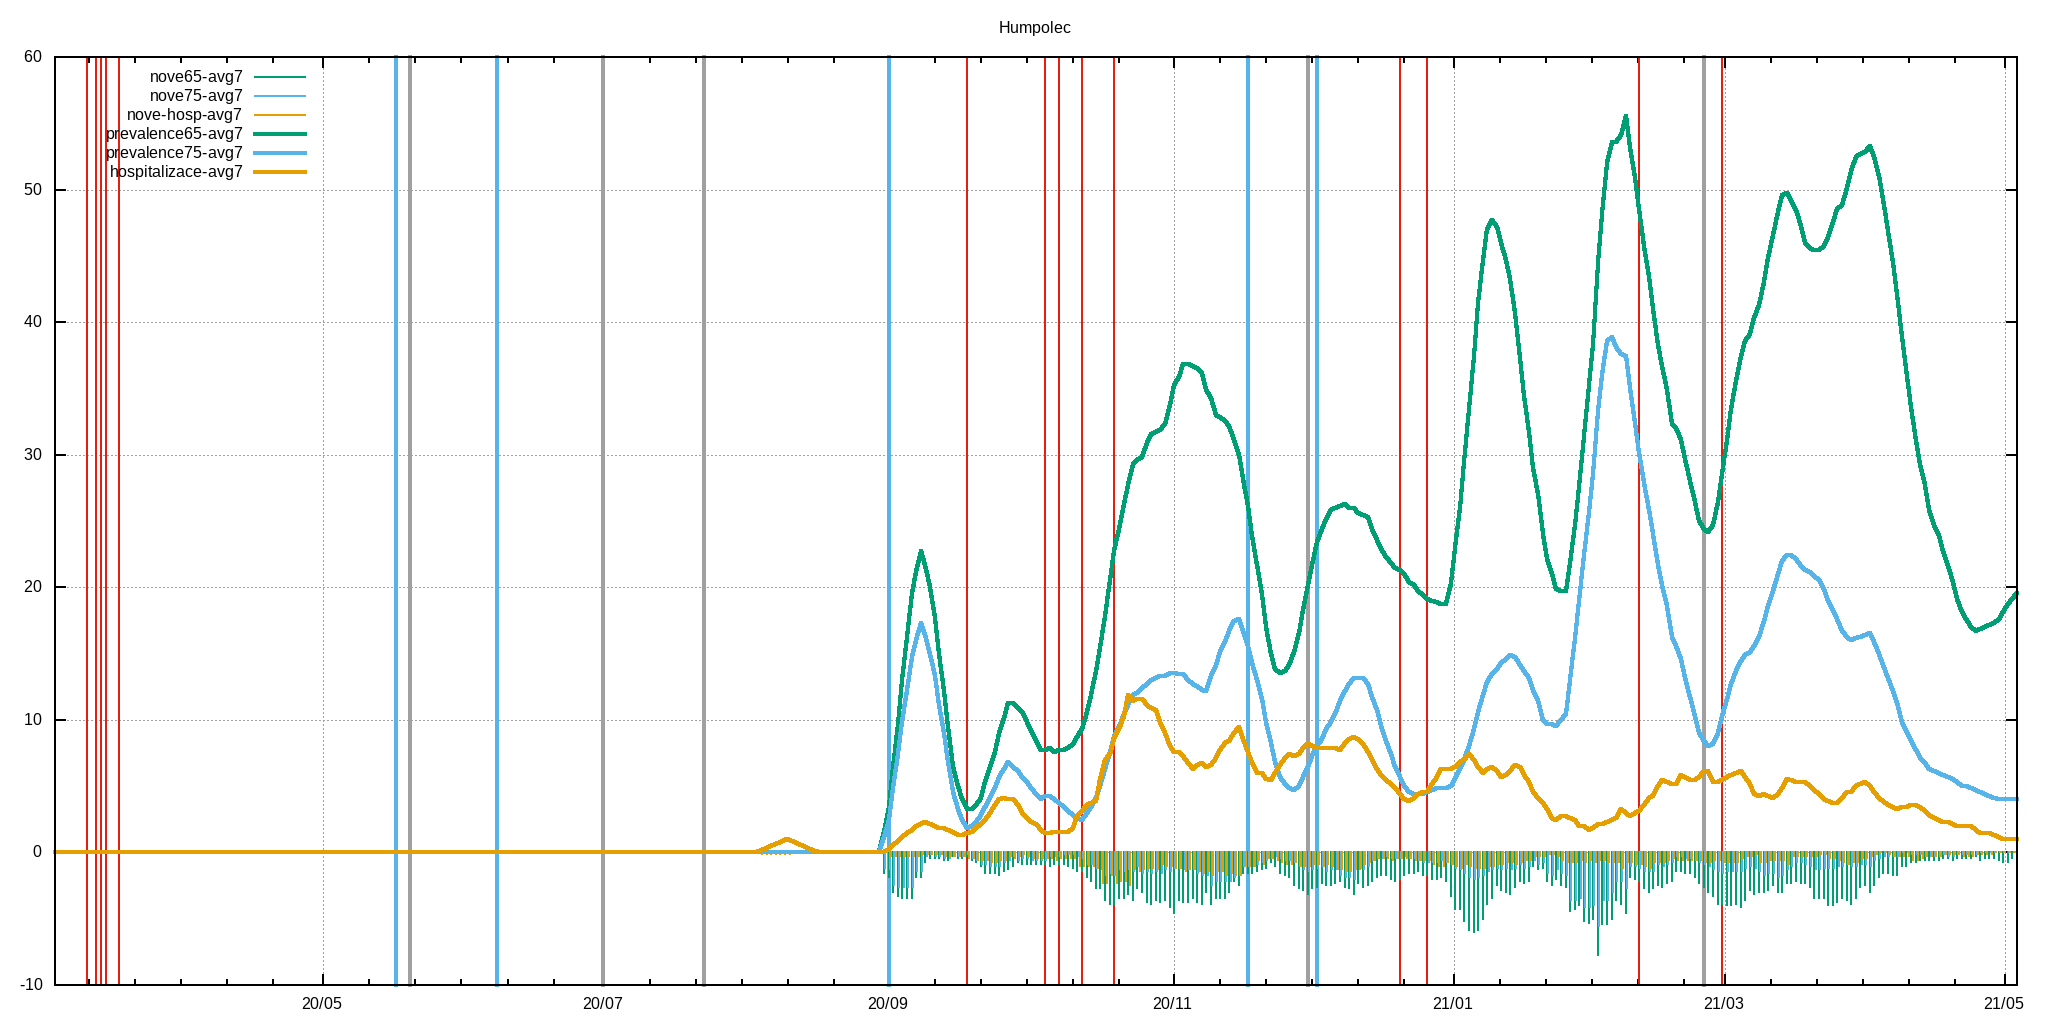 Humpolec
60
50
40
30
20
10
0
-10
nove65-avg7
nove75-avg7
nove-hosp-avg7
prevalence65-avg7
prevalence75-avg7
hospitalizace-avg7
20/05
20/07
20/09
20/11
21/01
21/03
21/05